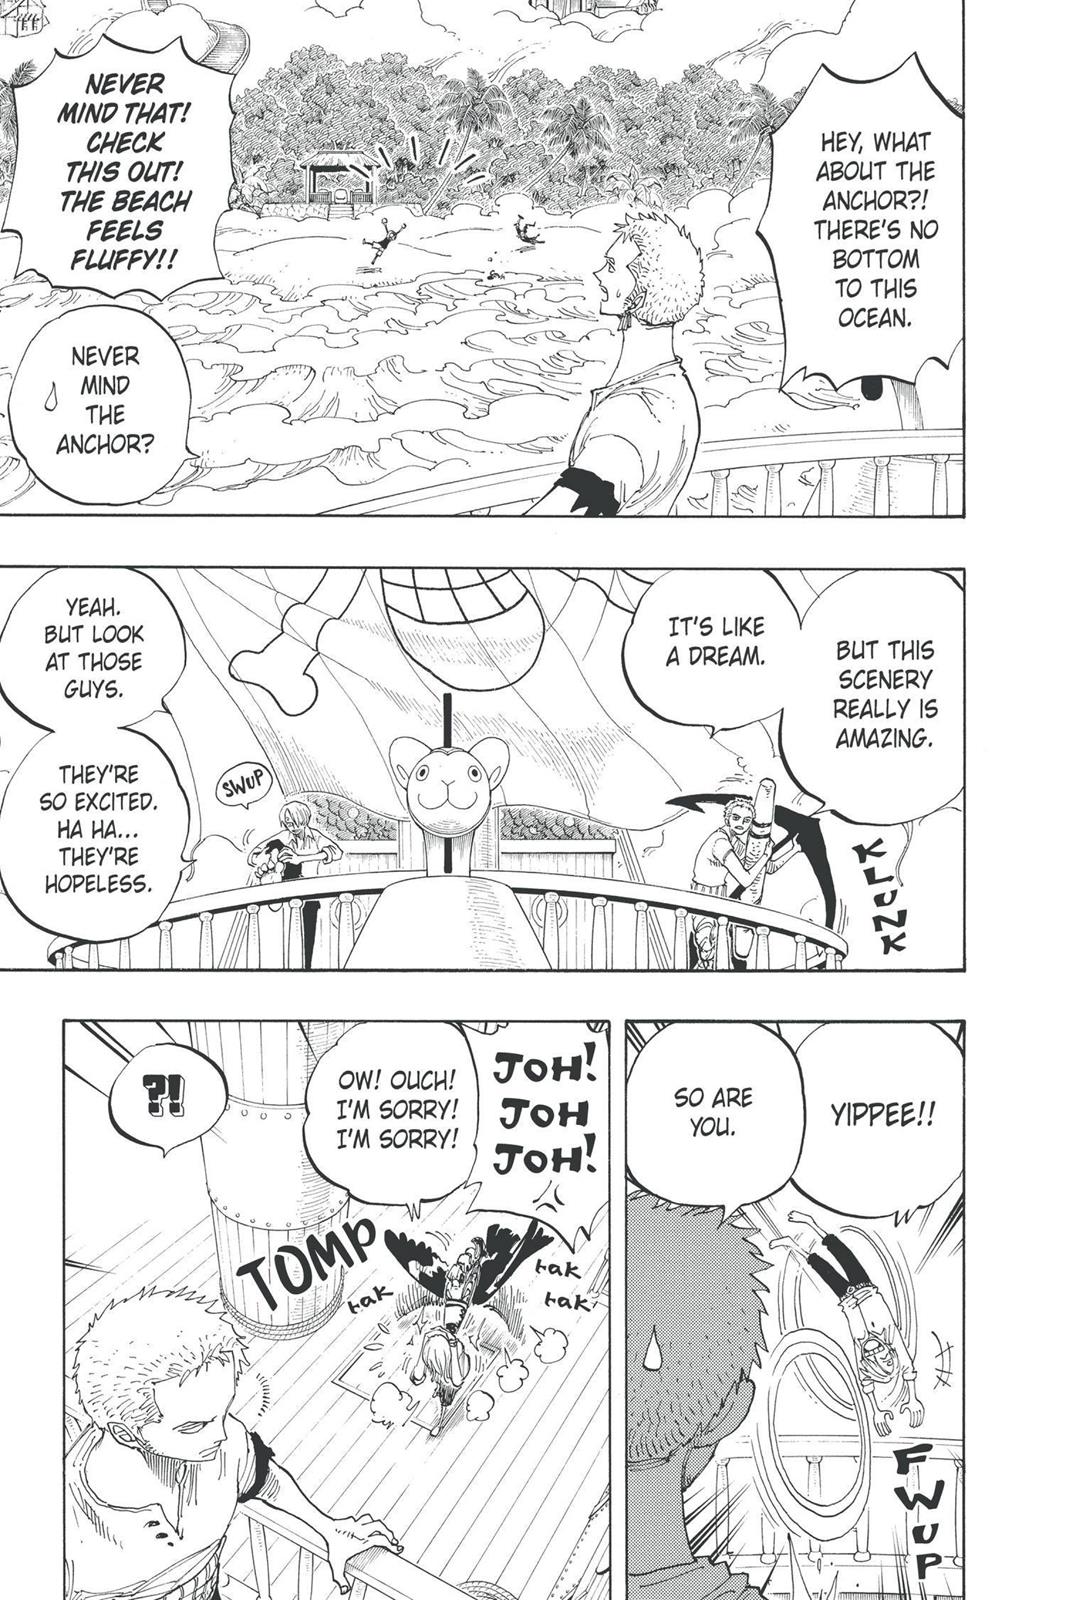 HEY, WHAT
ABOUT THE
ANCHOR?!
THERE'S NO
BOTTOM
TO THIS
OCEAN.
NEVER
MIND THAT!
CHECK
THIS OUT!
THE BEACH
FEELS
FLUFFY!!
NEVER
MIND
THE
ANCHOR?
BUT THIS
SCENERY
REALLY IS
AMAZING.
IT'S LIKE
A DREAM.
KLUNK
SWUP
YEAH.
BUT LOOK
AT THOSE
GUYS.
THEY'RE
SO EXCITED.
HA HA...
THEY'RE
HOPELESS.
YIPPEE!!
SO ARE
YOU.
FWUP
JOH!
JOH
JOH!
OW! OUCH!
I'M SORRY!
I'M SORRY!
?!
TOMP
tak
tak
tak